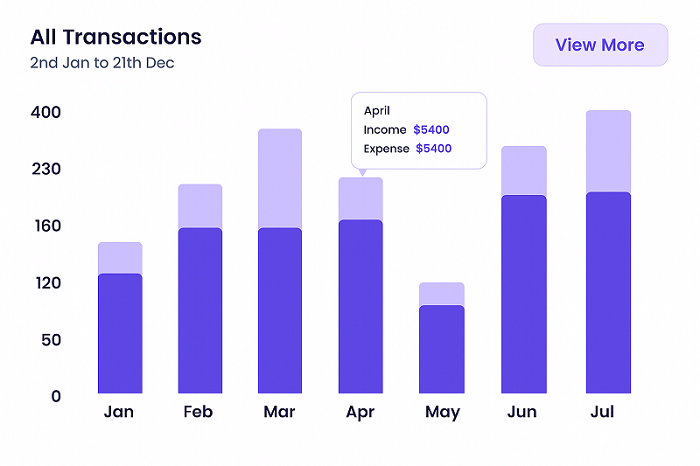 All Transactions
2nd Jan to 21th Dec
View More
400
230
160
120
50
0
April
Income $5400
Expense $5400
Jan Feb Mar Apr May Jun Jul